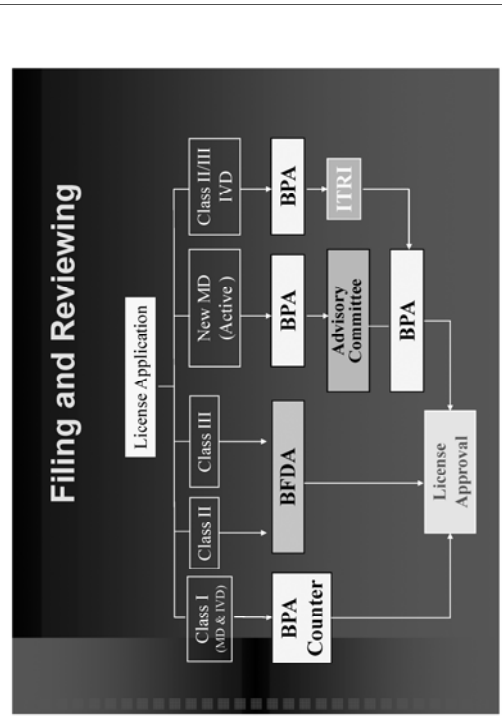 Filing and Reviewing
License Application
Class I
(MD & IVD)
Class II
Class III
New MD
(Active )
Class II/III
IVD
BPA
Counter
BFDA
BPA
BPA
Advisory
Committee
ITRI
BPA
License
Approval